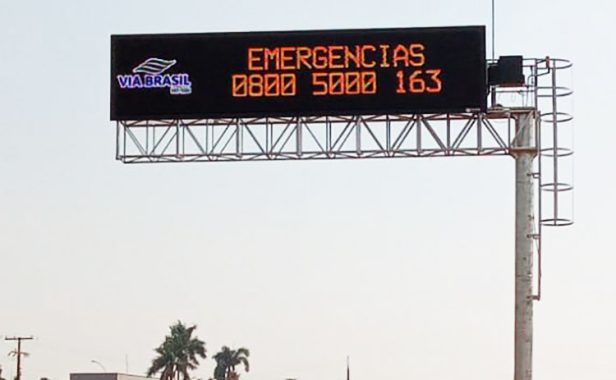 EMERGENCIAS
VIA BRASIL
0800 5000 163